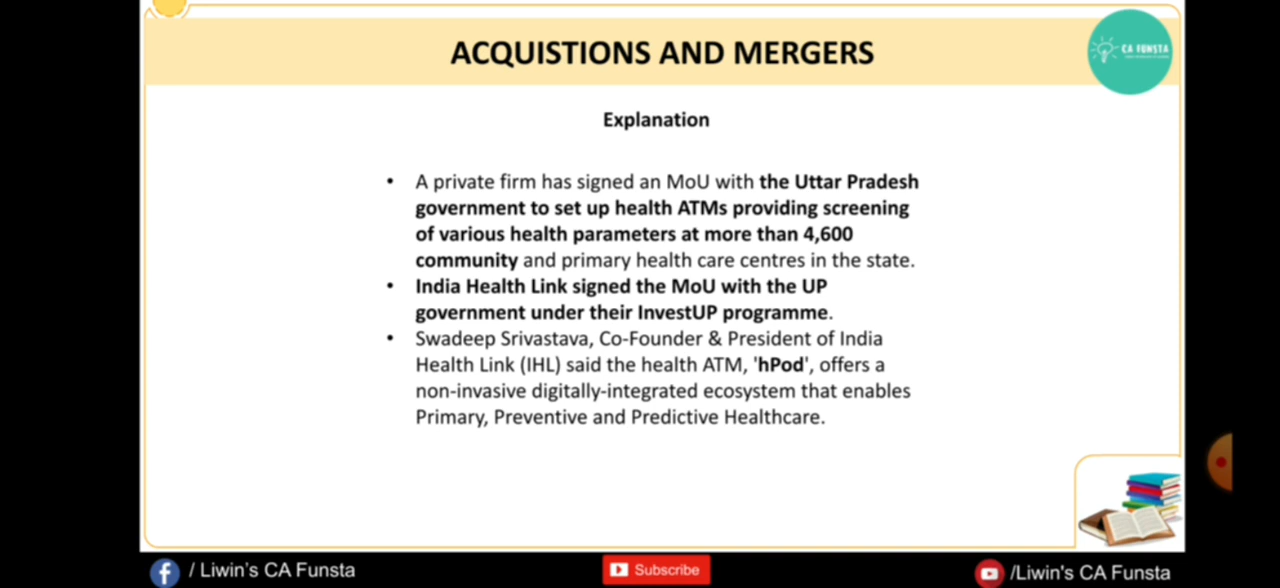 ACQUISTIONS AND MERGERS
CA FUNSTA
Explanation
• A private firm has signed an MoU with the Uttar Pradesh
government to set up health ATMs providing screening
of various health parameters at more than 4,600
community and primary health care centres in the state.
• India Health Link signed the MoU with the UP
government under their InvestUP programme.
• Swadeep Srivastava, Co-Founder & President of India
Health Link (IHL) said the health ATM, 'hPod', offers a
non-invasive digitally-integrated ecosystem that enables
Primary, Preventive and Predictive Healthcare.
/ Liwin's CA Funsta
Subscribe
/Liwin's CA Funsta